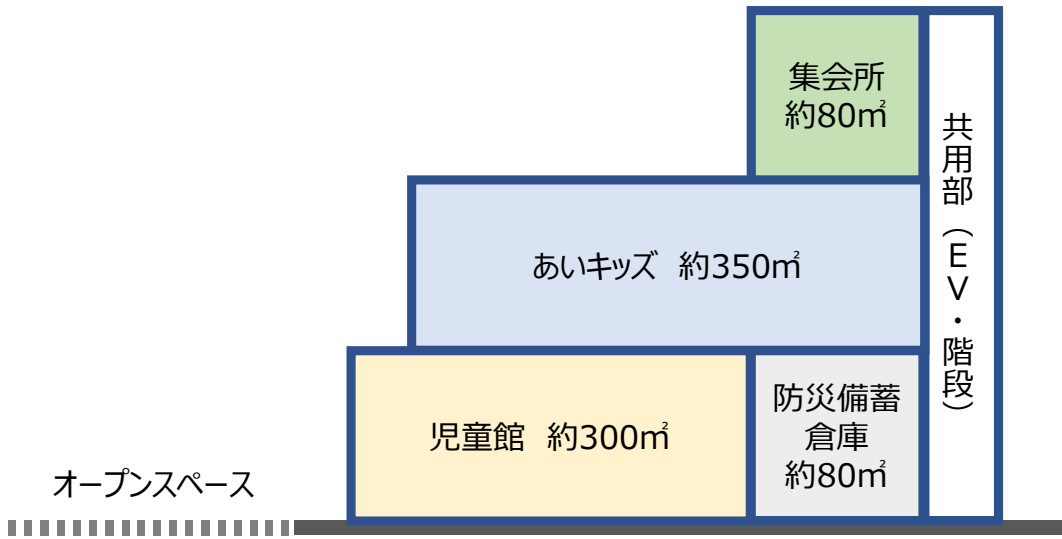 集会所
約80㎡
共用部（EV・階段）
あいキッズ 約350㎡
児童館 約300㎡
防災備蓄
倉庫
約80㎡
オープンスペース